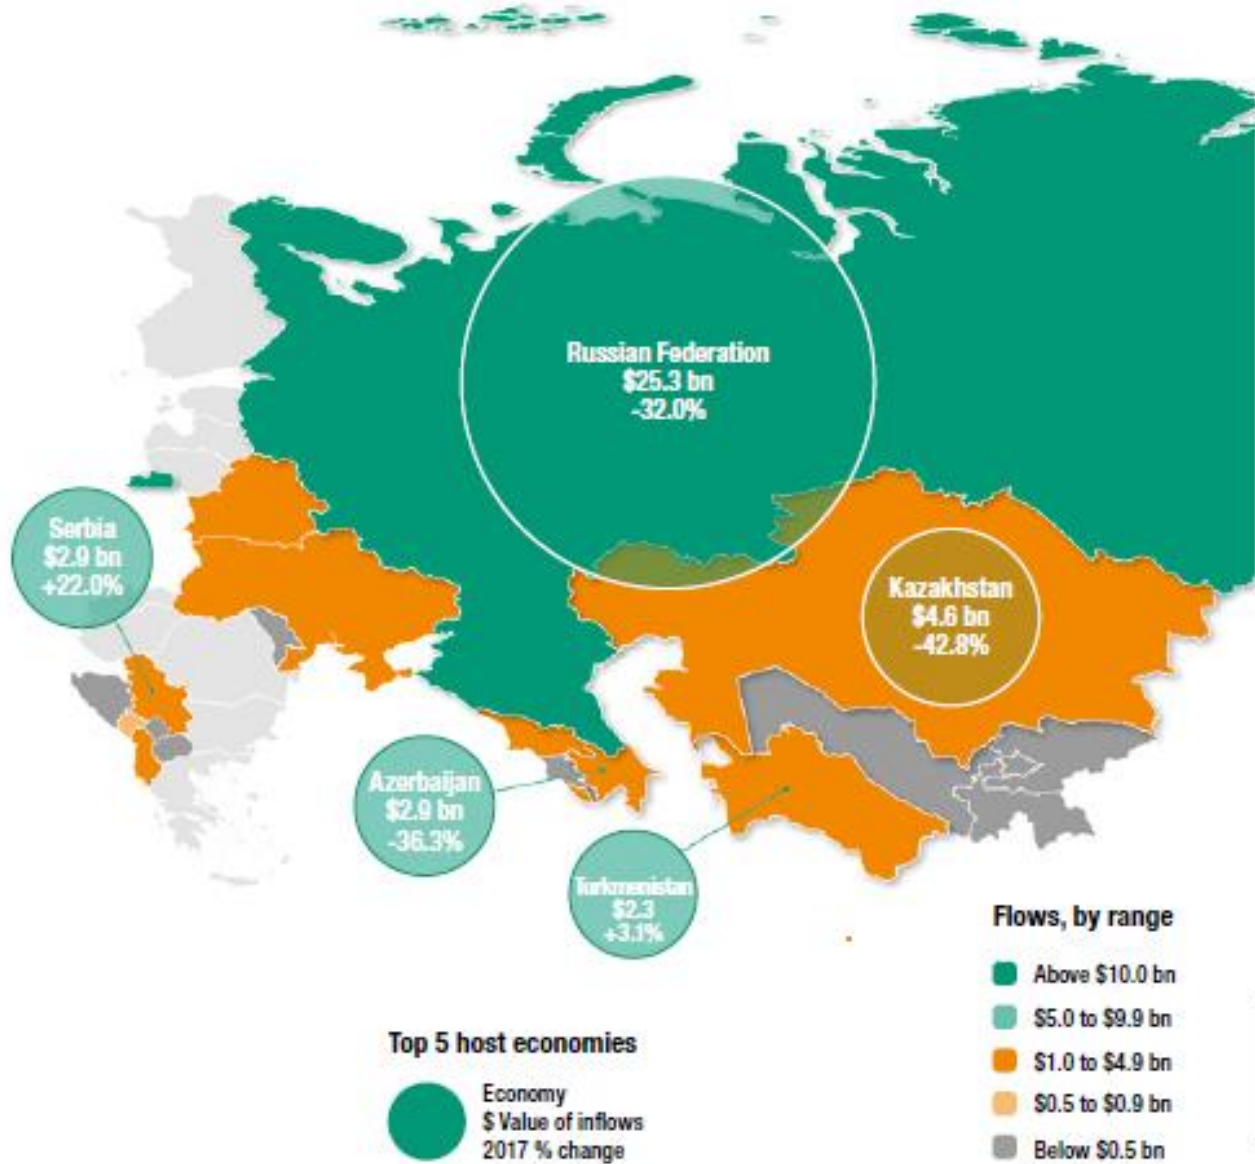 Russian Federation
$25.3 bn
-32.0%
Serbia
$2.9 bn
+22.0%
Kazakhstan
$4.6 bn
-42.8%
Azerbaijan
$2.9 bn
-36.3%
Turkmenistan
$2.3
+3.1%
Flows, by range
Above $10.0 bn
$5.0 to $9.9 bn
$1.0 to $4.9 bn
$0.5 to $0.9 bn
Below $0.5 bn
Top 5 host economies
Economy
$ Value of inflows
2017 % change